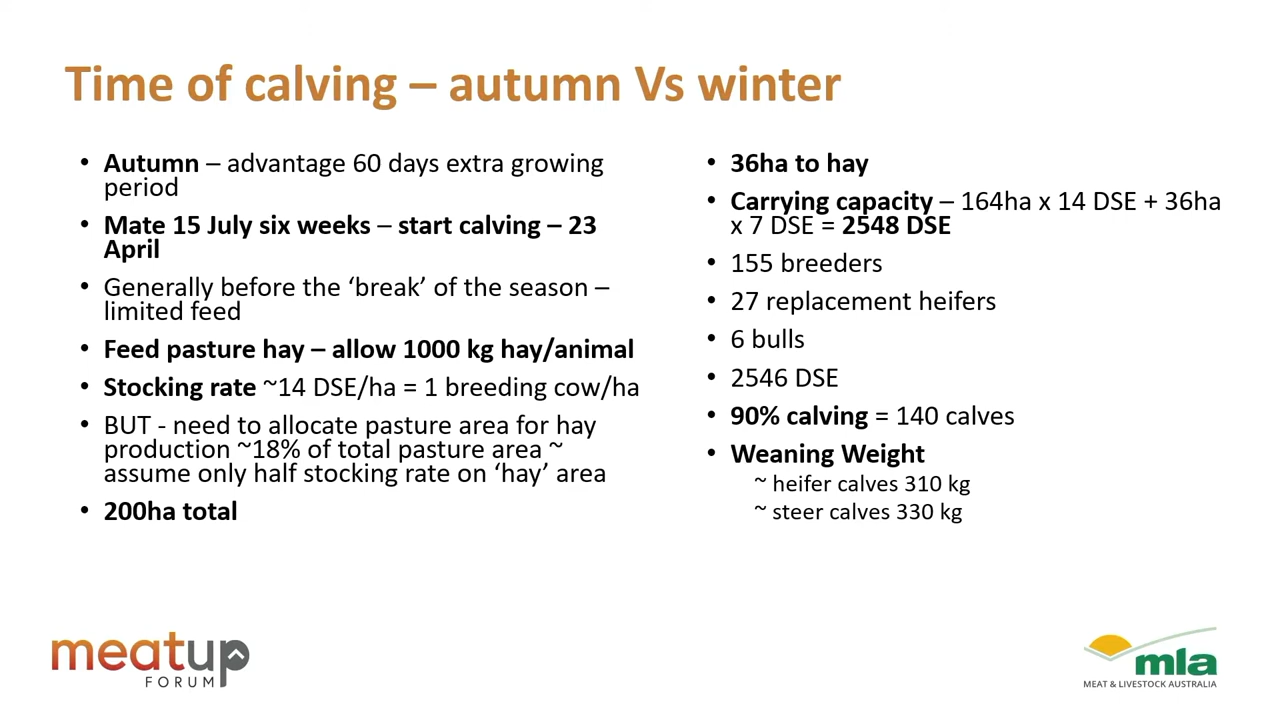 Time of calving – autumn Vs winter
• Autumn – advantage 60 days extra growing
period
• Mate 15 July six weeks – start calving – 23
April
• Generally before the ‘break’ of the season –
limited feed
• Feed pasture hay – allow 1000 kg hay/animal
• Stocking rate ~14 DSE/ha = 1 breeding cow/ha
• BUT - need to allocate pasture area for hay
production ~18% of total pasture area ~
assume only half stocking rate on ‘hay’ area
• 200ha total
• 36ha to hay
• Carrying capacity – 164ha x 14 DSE + 36ha
x 7 DSE = 2548 DSE
• 155 breeders
• 27 replacement heifers
• 6 bulls
• 2546 DSE
• 90% calving = 140 calves
• Weaning Weight
~ heifer calves 310 kg
~ steer calves 330 kg
meatup
FORUM
mla
MEAT & LIVESTOCK AUSTRALIA